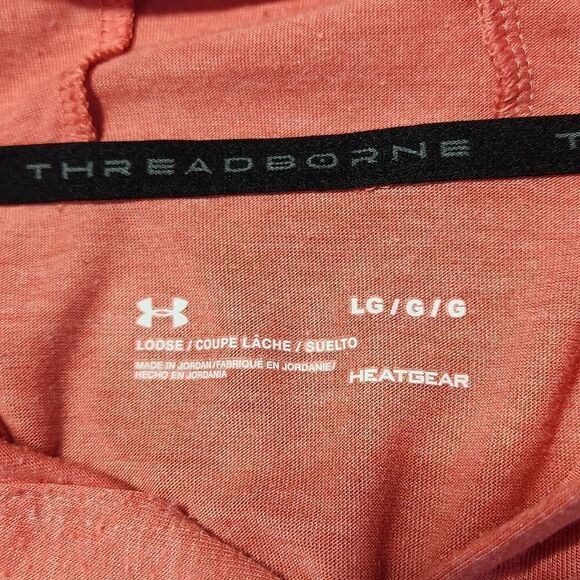 THREADBORNE T
LG / G / G
LOOSE / COUPE LÂCHE / SUELTO
MADE IN JORDAN/FABRIQUÉ EN JORDANIE/
HECHO EN JORDANIA
HEATGEAR